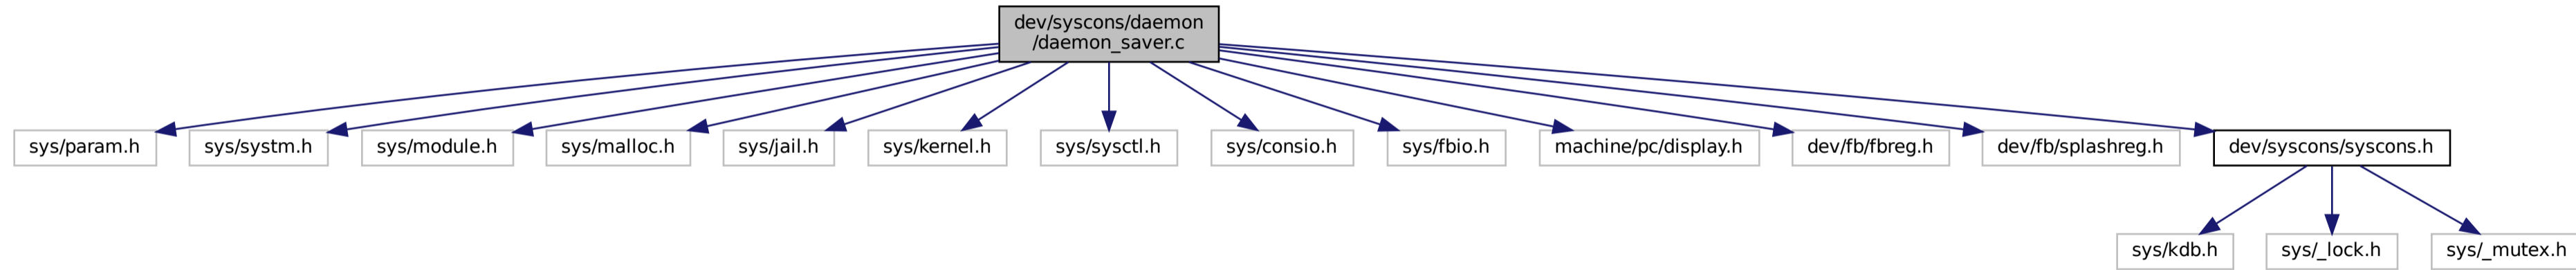 dev/syscons/daemon
/daemon_saver.c
sys/param.h
sys/systm.h
sys/module.h
sys/malloc.h
sys/jail.h
sys/kernel.h
sys/sysctl.h
sys/consio.h
sys/fbio.h
machine/pc/display.h
dev/fb/fbreg.h
dev/fb/splashreg.h
dev/syscons/syscons.h
sys/kdb.h
sys/_lock.h
sys/_mutex.h